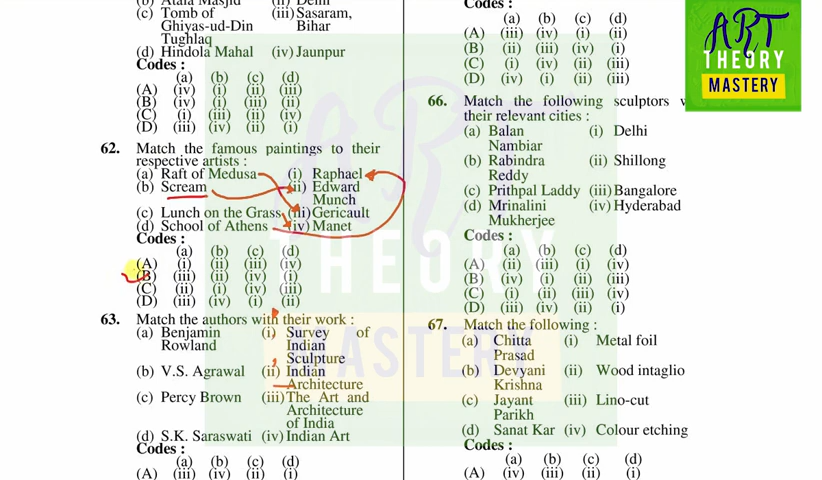 (b) Atala Masjid (ii) Delhi
(c) Tomb of (iii) Sasaram,
Ghiyas-ud-Din Bihar
Tughlaq
(d) Hindola Mahal (iv) Jaunpur
Codes :
(a) (b) (c) (d)
(A) (iv) (i) (ii) (iii)
(B) (iv) (i) (iii) (ii)
(C) (i) (iii) (ii) (iv)
(D) (iii) (iv) (ii) (i)
62. Match the famous paintings to their
respective artists :
(a) Raft of Medusa (i) Raphael
(b) Scream (ii) Edward
Munch
(c) Lunch on the Grass (iii) Gericault
(d) School of Athens (iv) Manet
Codes :
(a) (b) (c) (d)
(A) (i) (ii) (iii) (iv)
(B) (iii) (ii) (iv) (i)
(C) (ii) (i) (iv) (iii)
(D) (iii) (iv) (i) (ii)
63. Match the authors with their work :
(a) Benjamin (i) Survey of
Rowland Indian
Sculpture
(b) V.S. Agrawal (ii) Indian
Architecture
(c) Percy Brown (iii) The Art and
Architecture
of India
(d) S.K. Saraswati (iv) Indian Art
Codes :
(a) (b) (c) (d)
(A) (iii) (iv) (ii) (i)
Codes :
(a) (b) (c) (d)
(A) (iii) (iv) (i) (ii)
(B) (ii) (iii) (iv) (i)
(C) (i) (iv) (ii) (iii)
(D) (iv) (i) (ii) (iii)
66. Match the following sculptors
their relevant cities :
(a) Balan (i) Delhi
Nambiar
(b) Rabindra (ii) Shillong
Reddy
(c) Prithpal Laddy (iii) Bangalore
(d) Mrinalini (iv) Hyderabad
Mukherjee
Codes :
(a) (b) (c) (d)
(A) (ii) (iii) (i) (iv)
(B) (iv) (i) (ii) (iii)
(C) (i) (ii) (iii) (iv)
(D) (iii) (iv) (ii) (i)
67. Match the following :
(a) Chitta (i) Metal foil
Prasad
(b) Devyani (ii) Wood intaglio
Krishna
(c) Jayant (iii) Lino-cut
Parikh
(d) Sanat Kar (iv) Colour etching
Codes :
(a) (b) (c) (d)
(A) (iv) (iii) (ii) (i)
ART
THEORY
MASTERY
ART
THEORY
MASTERY